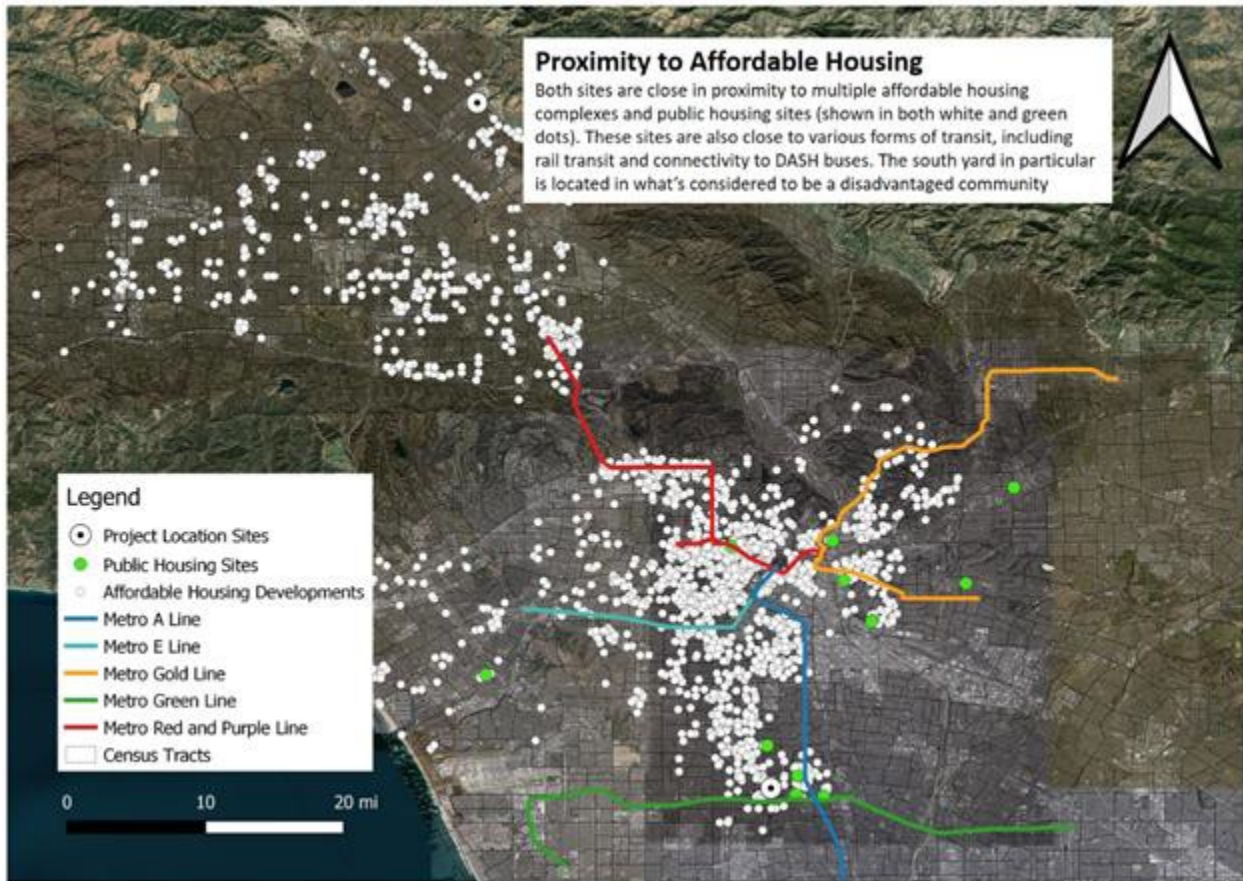 Proximity to Affordable Housing
Both sites are close in proximity to multiple affordable housing
complexes and public housing sites (shown in both white and green
dots). These sites are also close to various forms of transit, including
rail transit and connectivity to DASH buses. The south yard in particular
is located in what's considered to be a disadvantaged community
Legend
Project Location Sites
Public Housing Sites
Affordable Housing Developments
Metro A Line
Metro E Line
Metro Gold Line
Metro Green Line
Metro Red and Purple Line
Census Tracts
0 10 20 mi